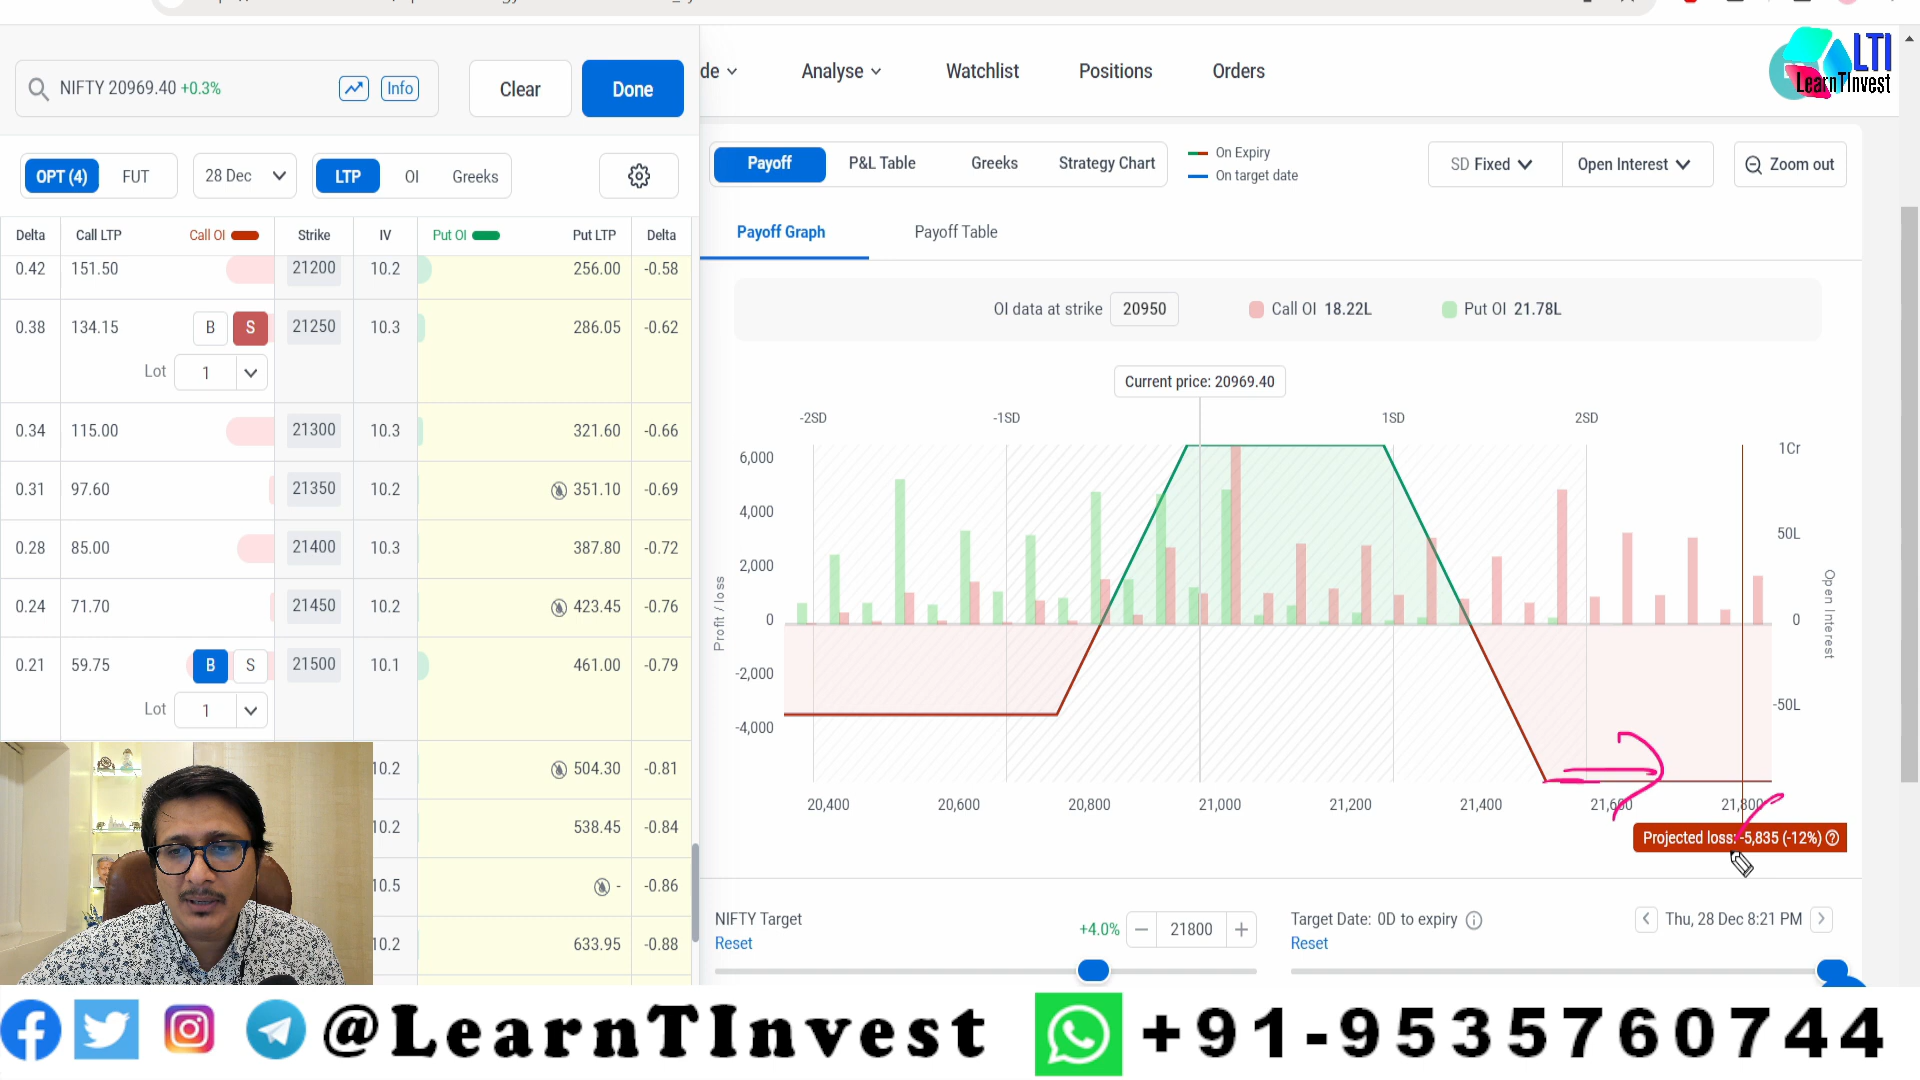 NIFTY 20969.40 +0.3%
Info
Clear
Done
Analyse
Watchlist
Positions
Orders
LTI
LearnTInvest
OPT (4)
FUT
28 Dec
LTP
OI
Greeks
Payoff
P&L Table
Greeks
Strategy Chart
On Expiry
On target date
SD Fixed
Open Interest
Zoom out
Payoff Graph
Payoff Table
Delta Call LTP Call OI Strike IV Put OI Put LTP Delta
0.42 151.50 21200 10.2 256.00 -0.58
0.38 134.15 B S 21250 10.3 286.05 -0.62
Lot 1
0.34 115.00 21300 10.3 321.60 -0.66
0.31 97.60 21350 10.2 351.10 -0.69
0.28 85.00 21400 10.3 387.80 -0.72
0.24 71.70 21450 10.2 423.45 -0.76
0.21 59.75 B S 21500 10.1 461.00 -0.79
Lot 1
10.2 504.30 -0.81
10.2 538.45 -0.84
10.5 - -0.86
10.2 633.95 -0.88
OI data at strike 20950 Call OI 18.22L Put OI 21.78L
Current price: 20969.40
-2SD -1SD 1SD 2SD
6,000
4,000
2,000
0
-2,000
-4,000
Profit / loss
1Cr
50L
0
-50L
Open Interest
20,400 20,600 20,800 21,000 21,200 21,400 21,600 21,800
Projected loss: -5,835 (-12%)
NIFTY Target
Reset
+4.0% − 21800 +
Target Date: 0D to expiry
Reset
Thu, 28 Dec 8:21 PM
@LearnTInvest +91-9535760744